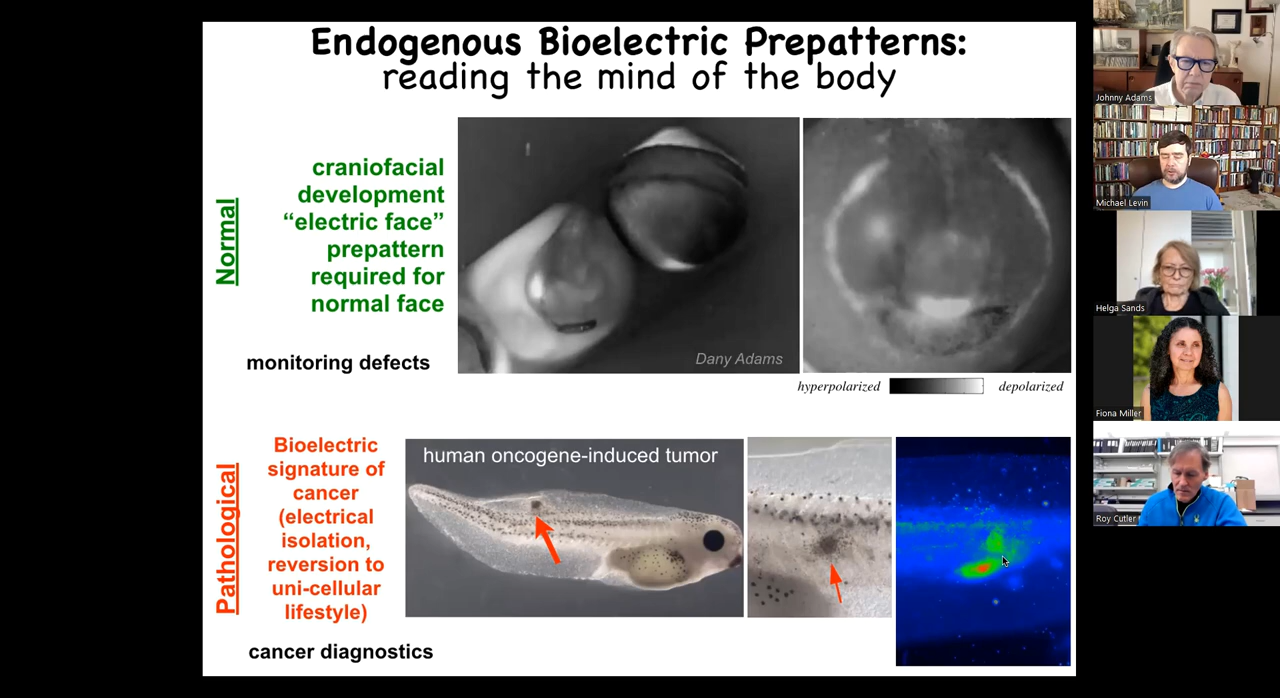 Endogenous Bioelectric Prepatterns:
reading the mind of the body
Normal
craniofacial
development
“electric face”
prepattern
required for
normal face
monitoring defects
Dany Adams
hyperpolarized
depolarized
Pathological
Bioelectric
signature of
cancer
(electrical
isolation,
reversion to
uni-cellular
lifestyle)
cancer diagnostics
human oncogene-induced tumor
Johnny Adams
Michael Levin
Helga Sands
Fiona Miller
Roy Cutler